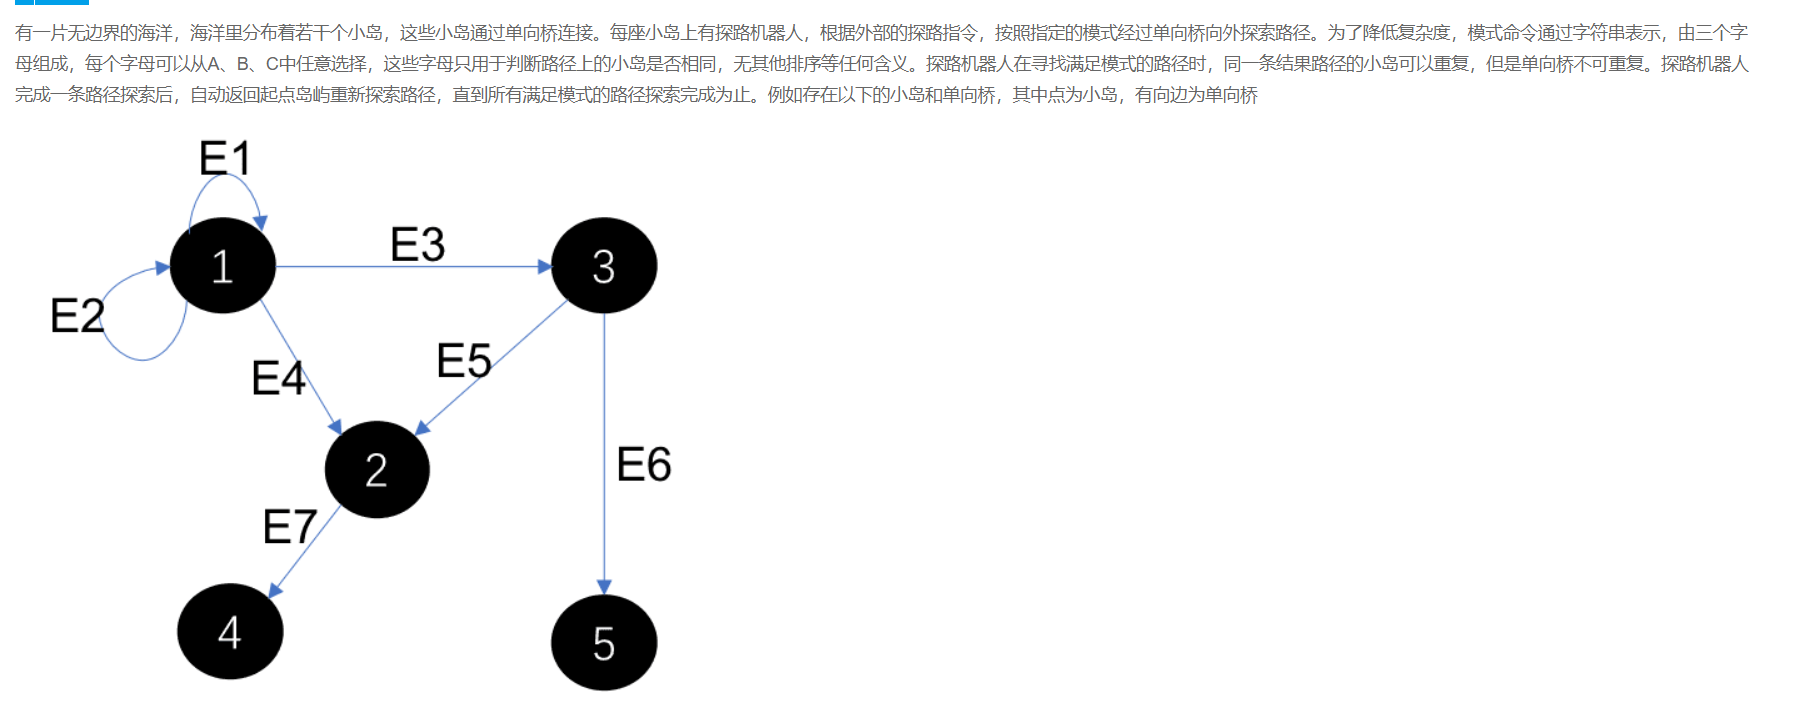 有一片无边界的海洋，海洋里分布着若干个小岛，这些小岛通过单向桥连接。每座小岛上有探路机器人，根据外部的探路指令，按照指定的模式经过单向桥向外探索路径。为了降低复杂度，模式命令通过字符串表示，由三个字
母组成，每个字母可以从A、B、C中任意选择，这些字母只用于判断路径上的小岛是否相同，无其他排序等任何含义。探路机器人在寻找满足模式的路径时，同一条结果路径的小岛可以重复，但是单向桥不可重复。探路机器人
完成一条路径探索后，自动返回起点岛屿重新探索路径，直到所有满足模式的路径探索完成为止。例如存在以下的小岛和单向桥，其中点为小岛，有向边为单向桥
E1
E3
1
3
E2
E4
E5
2
E6
E7
4
5